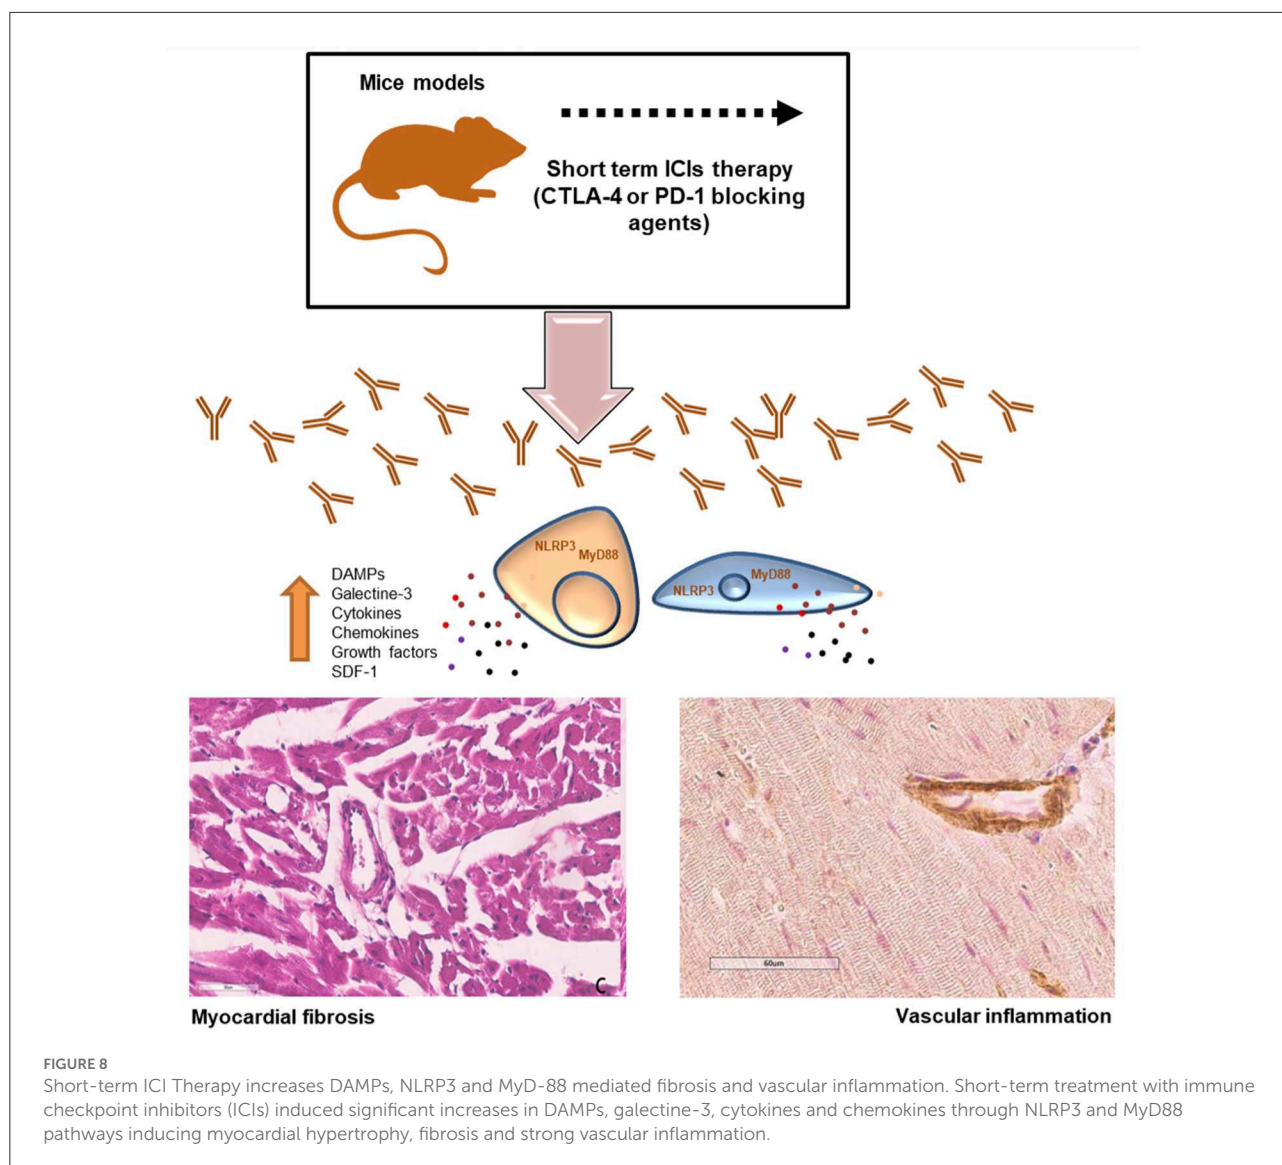 Mice models
Short term ICIs therapy
(CTLA-4 or PD-1 blocking
agents)
NLRP3
MyD88
MyD88
NLRP3
DAMPs
Galectine-3
Cytokines
Chemokines
Growth factors
SDF-1
C
60um
Myocardial fibrosis
Vascular inflammation
FIGURE 8
Short-term ICI Therapy increases DAMPs, NLRP3 and MyD-88 mediated fibrosis and vascular inflammation. Short-term treatment with immune
checkpoint inhibitors (ICIs) induced significant increases in DAMPs, galectine-3, cytokines and chemokines through NLRP3 and MyD88
pathways inducing myocardial hypertrophy, fibrosis and strong vascular inflammation.